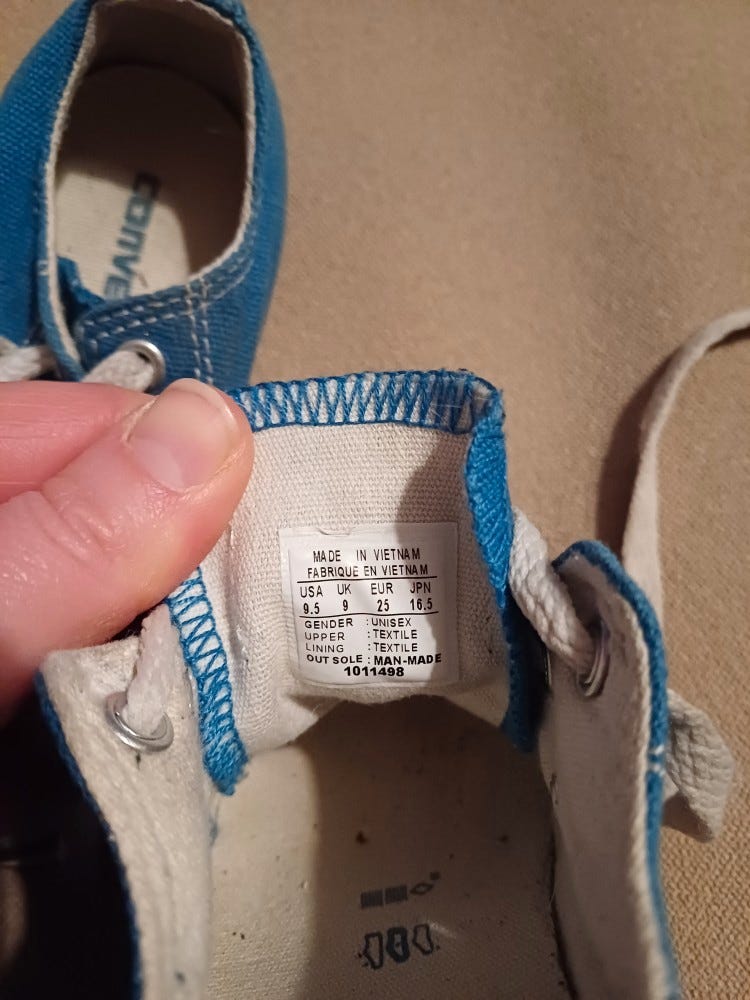 CONVE
MADE IN VIETNAM
FABRIQUE EN VIETNAM
USA UK EUR JPN
9.5 9 25 16.5
GENDER : UNISEX
UPPER : TEXTILE
LINING : TEXTILE
OUT SOLE : MAN-MADE
1011498